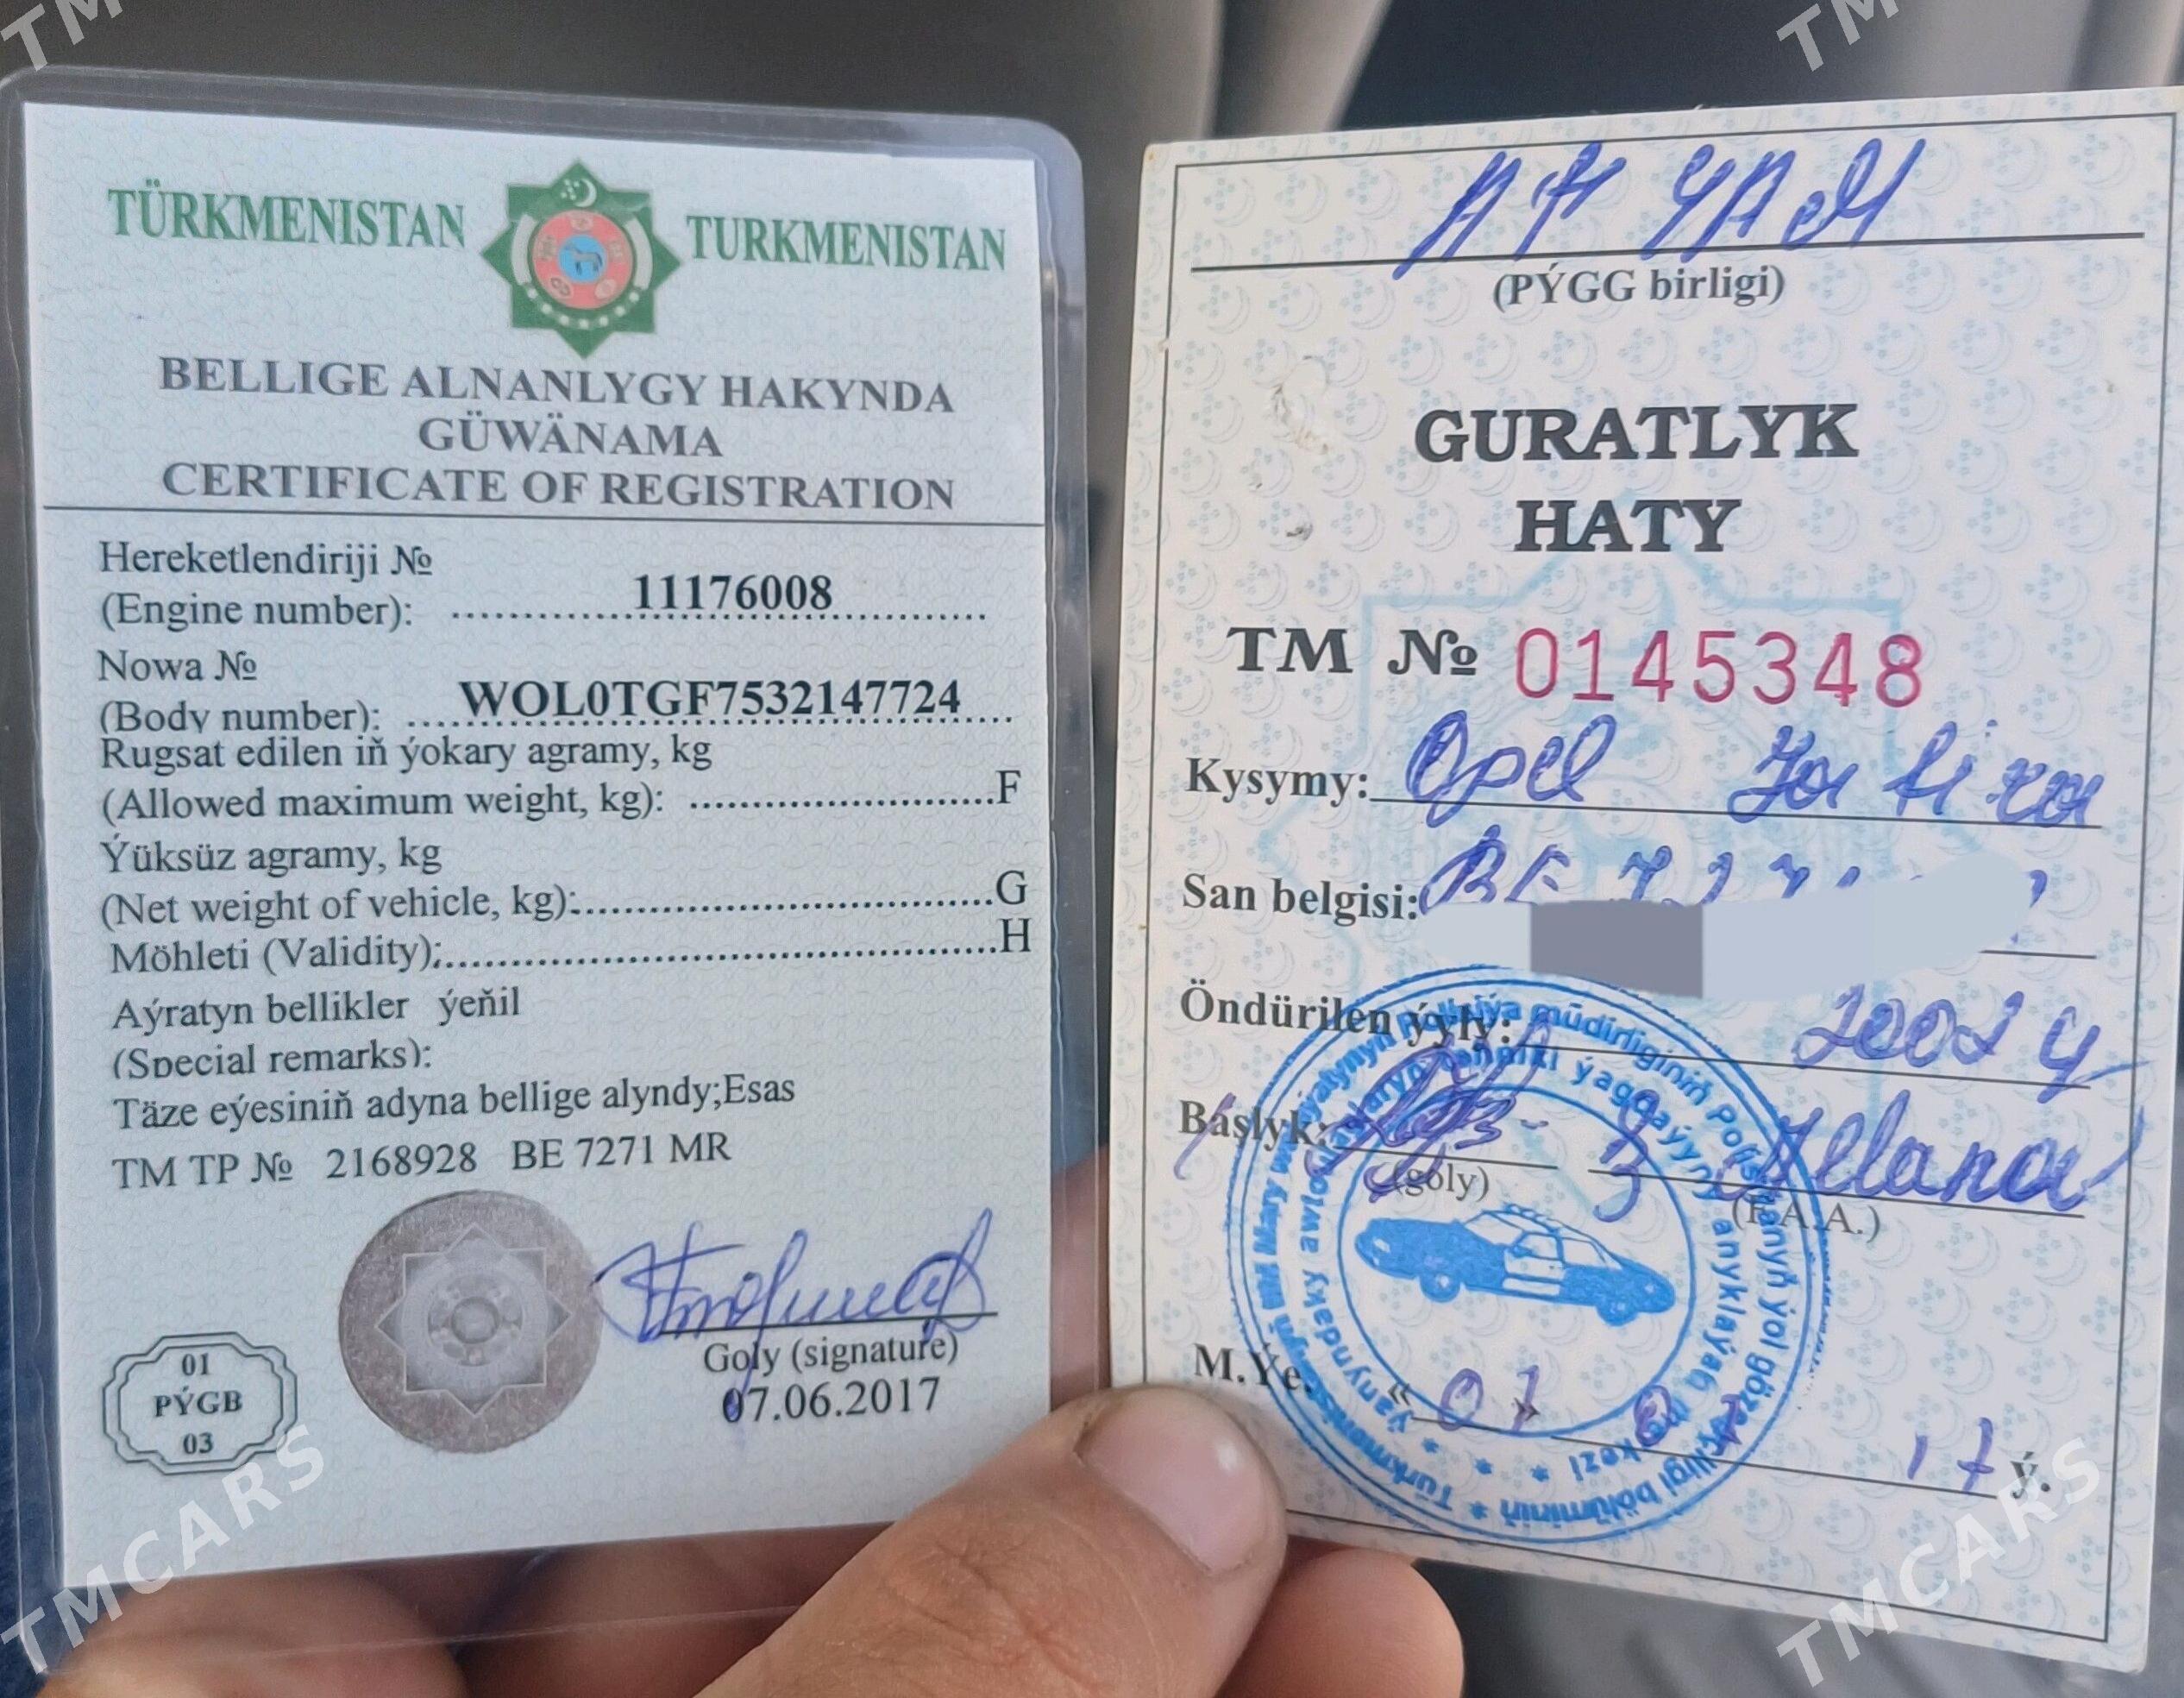 TÜRKMENISTAN TURKMENISTAN
BELLIGE ALNANLYGY HAKYNDA
GÜWÄNAMA
CERTIFICATE OF REGISTRATION
Hereketlendiriji №
(Engine number): 11176008
Nowa №
(Body number): WOL0TGF7532147724
Rugsat edilen iň ýokary agramy, kg
(Allowed maximum weight, kg): F
Ýüksüz agramy, kg
(Net weight of vehicle, kg): G
Möhleti (Validity): H
Aýratyn bellikler ýeňil
(Special remarks):
Täze eýesiniň adyna bellige alyndy;Esas
TM TP № 2168928 BE 7271 MR
Goly (signature)
07.06.2017
01
PÝGB
03
(PÝGG birligi)
GURATLYK
HATY
TM № 0145348
Kysymy: Opel
San belgisi: BE
Öndürilen ýyly: 2002 ý
Başlyk:
(goly)
(F.A.A.)
M.Ýe. « 07 » 17 ý.
TMCARS
TMCARS